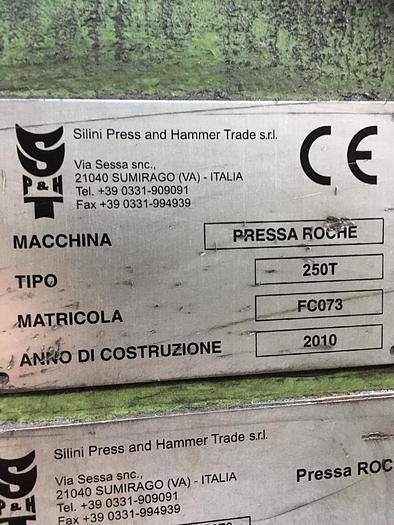 S
P & H
T
Silini Press and Hammer Trade s.r.l.
Via Sessa snc.,
21040 SUMIRAGO (VA) - ITALIA
Tel. +39 0331-909091
Fax +39 0331-994939
CE
MACCHINA PRESSA ROCHE
TIPO 250T
MATRICOLA FC073
ANNO DI COSTRUZIONE 2010
S
P & H
Silini Press and Hammer Trade s.r.l.
Via Sessa snc.,
21040 SUMIRAGO (VA) - ITALIA
Tel. +39 0331-909091
Fax +39 0331-994939
Pressa ROC